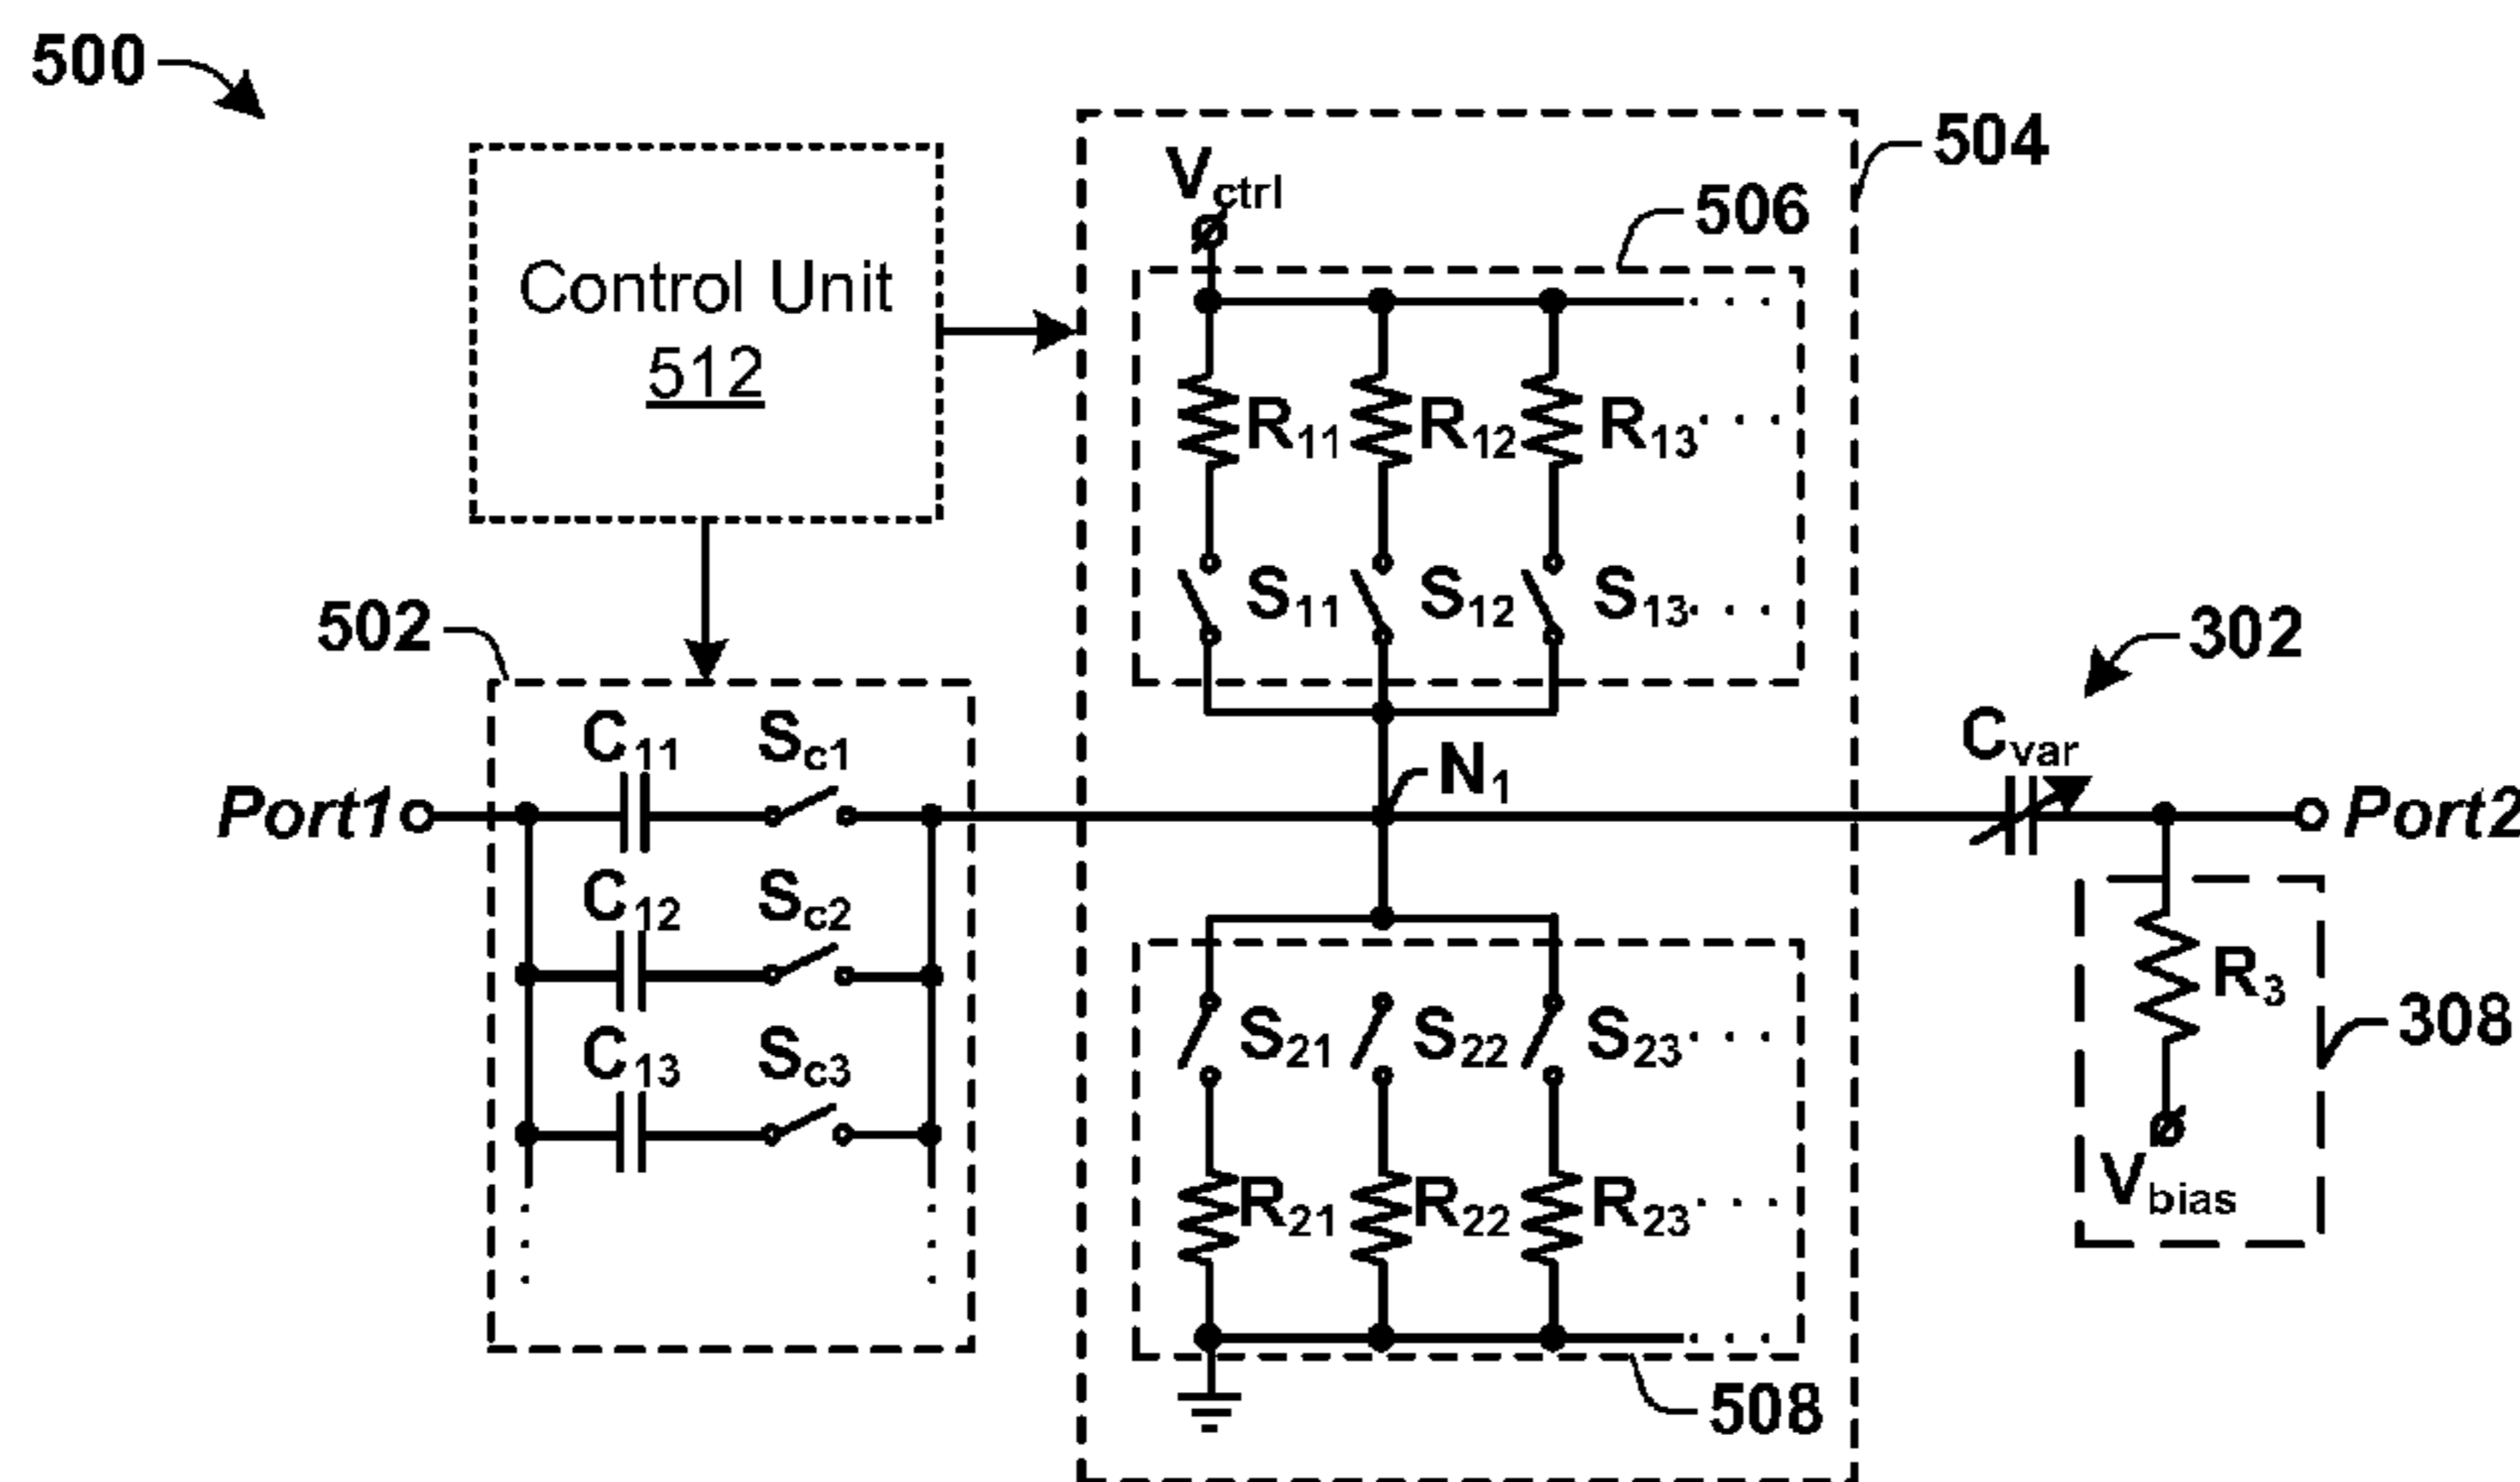 500
504
V ctrl
506
Control Unit
512
R11 R12 R13 . . .
S11 S12 S13 . . .
502
302
C11 Sc1
Cvar
N1
Port1
Port2
C12 Sc2
R3
308
C13 Sc3
S21 S22 S23 . . .
Vbias
R21 R22 R23 . . .
508